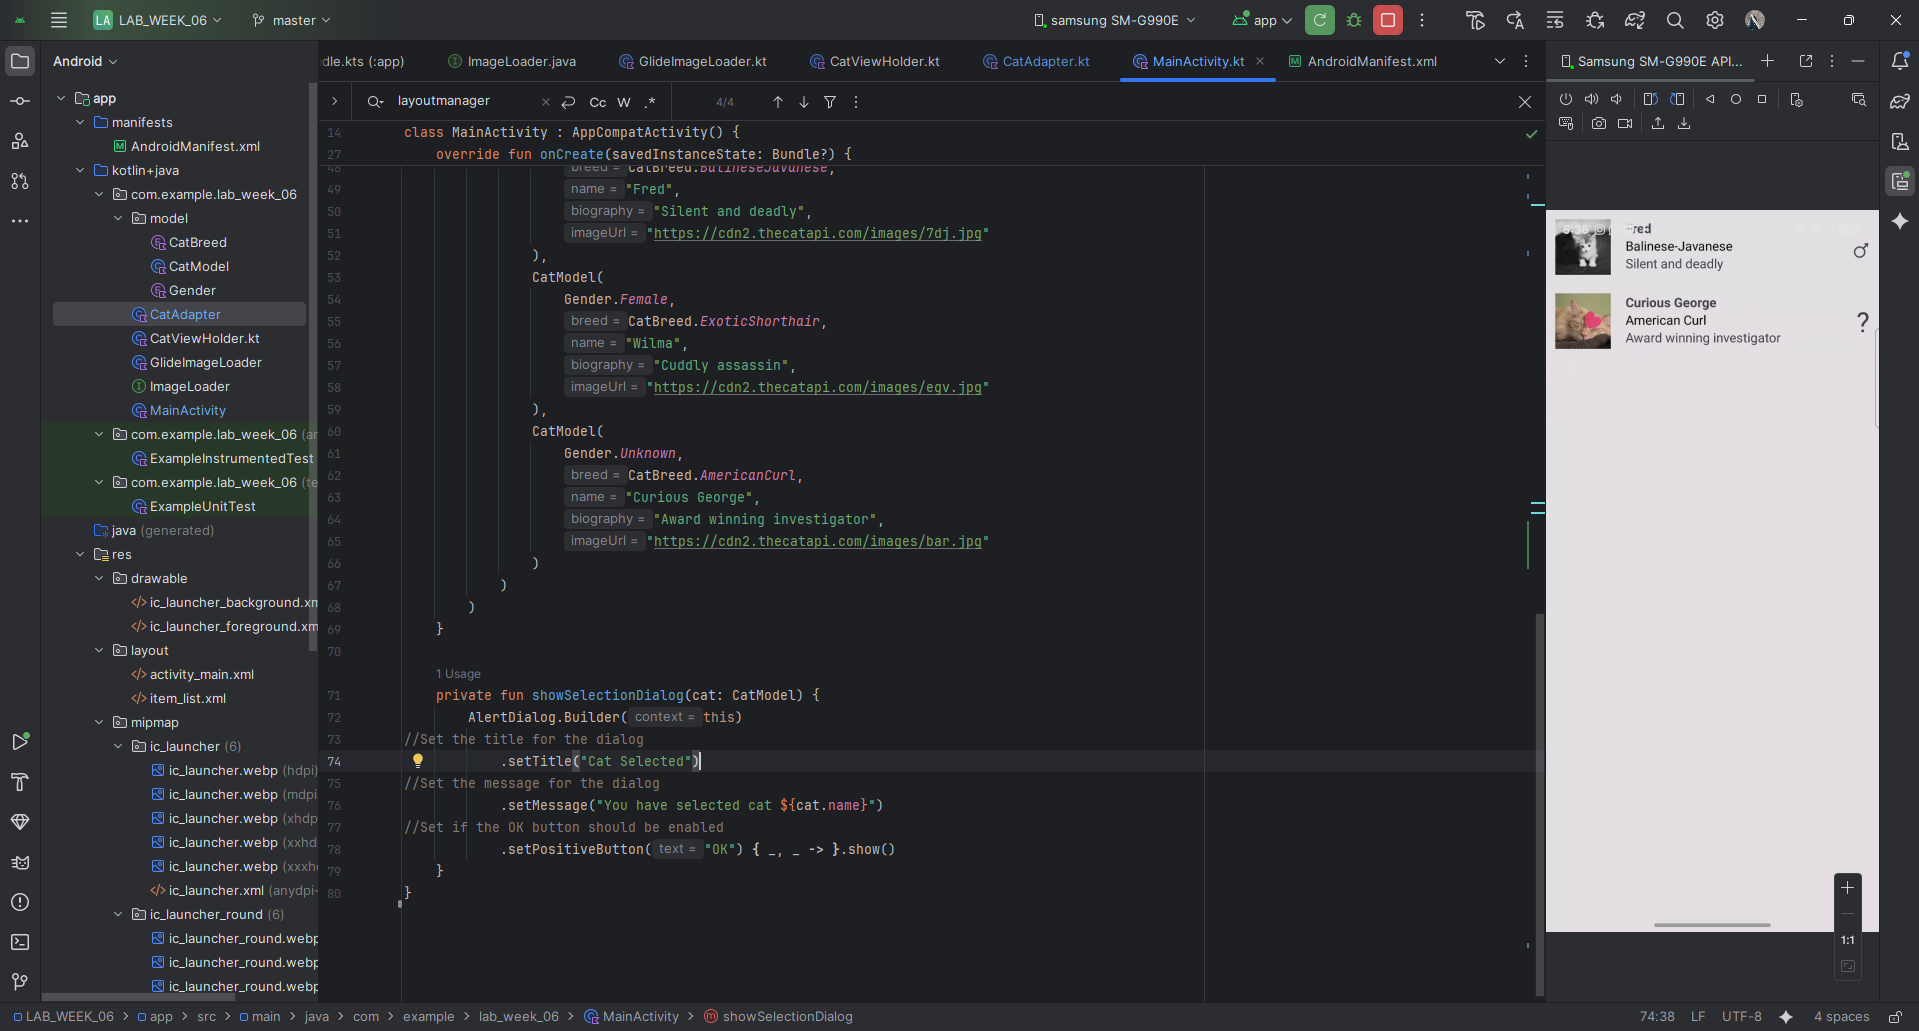 LA LAB_WEEK_06 master samsung SM-G990E app
Android
dle.kts (:app) ImageLoader.java GlideImageLoader.kt CatViewHolder.kt CatAdapter.kt MainActivity.kt AndroidManifest.xml
Samsung SM-G990E API...
layoutmanager Cc W .* 4/4
app
manifests
AndroidManifest.xml
kotlin+java
com.example.lab_week_06
model
CatBreed
CatModel
Gender
CatAdapter
CatViewHolder.kt
GlideImageLoader
ImageLoader
MainActivity
com.example.lab_week_06 (ar
ExampleInstrumentedTest
com.example.lab_week_06 (te
ExampleUnitTest
java (generated)
res
drawable
ic_launcher_background.xm
ic_launcher_foreground.xm
layout
activity_main.xml
item_list.xml
mipmap
ic_launcher (6)
ic_launcher.webp (hdpi)
ic_launcher.webp (mdpi
ic_launcher.webp (xhdp
ic_launcher.webp (xxhd
ic_launcher.webp (xxxh
ic_launcher.xml (anydpi-
ic_launcher_round (6)
ic_launcher_round.webp
ic_launcher_round.webp
ic_launcher_round.webp
14 class MainActivity : AppCompatActivity() {
27 override fun onCreate(savedInstanceState: Bundle?) {
48 breed = CatBreed.BalineseJavanese,
49 name = "Fred",
50 biography = "Silent and deadly",
51 imageUrl = "https://cdn2.thecatapi.com/images/7dj.jpg"
52 ),
53 CatModel(
54 Gender.Female,
55 breed = CatBreed.ExoticShorthair,
56 name = "Wilma",
57 biography = "Cuddly assassin",
58 imageUrl = "https://cdn2.thecatapi.com/images/egv.jpg"
59 ),
60 CatModel(
61 Gender.Unknown,
62 breed = CatBreed.AmericanCurl,
63 name = "Curious George",
64 biography = "Award winning investigator",
65 imageUrl = "https://cdn2.thecatapi.com/images/bar.jpg"
66 )
67 )
68 )
69 }
70
1 Usage
71 private fun showSelectionDialog(cat: CatModel) {
72 AlertDialog.Builder( context = this)
73 //Set the title for the dialog
74 .setTitle("Cat Selected")
75 //Set the message for the dialog
76 .setMessage("You have selected cat ${cat.name}")
77 //Set if the OK button should be enabled
78 .setPositiveButton( text = "OK") { _, _ -> }.show()
79 }
80 }
5:36
Fred
Balinese-Javanese
Silent and deadly
Curious George
American Curl
Award winning investigator
?
1:1
LAB_WEEK_06 > app > src > main > java > com > example > lab_week_06 > MainActivity > showSelectionDialog
74:38 LF UTF-8 4 spaces